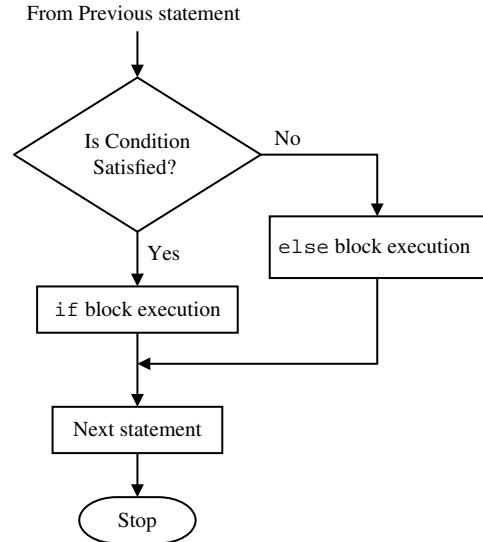 From Previous statement
Is Condition
Satisfied?
No
Yes
else block execution
if block execution
Next statement
Stop